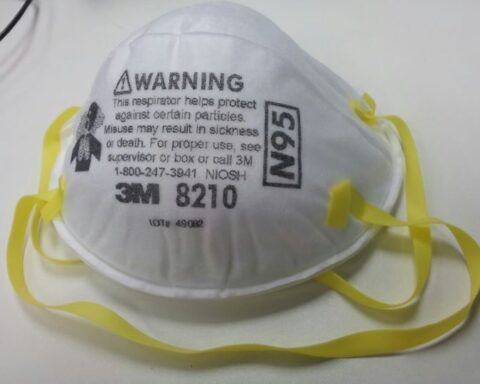 ⚠WARNING
This respirator helps protect
against certain particles.
Misuse may result in sickness
or death. For proper use, see
supervisor or box or call 3M
1-800-247-3941 NIOSH
3M 8210
N95